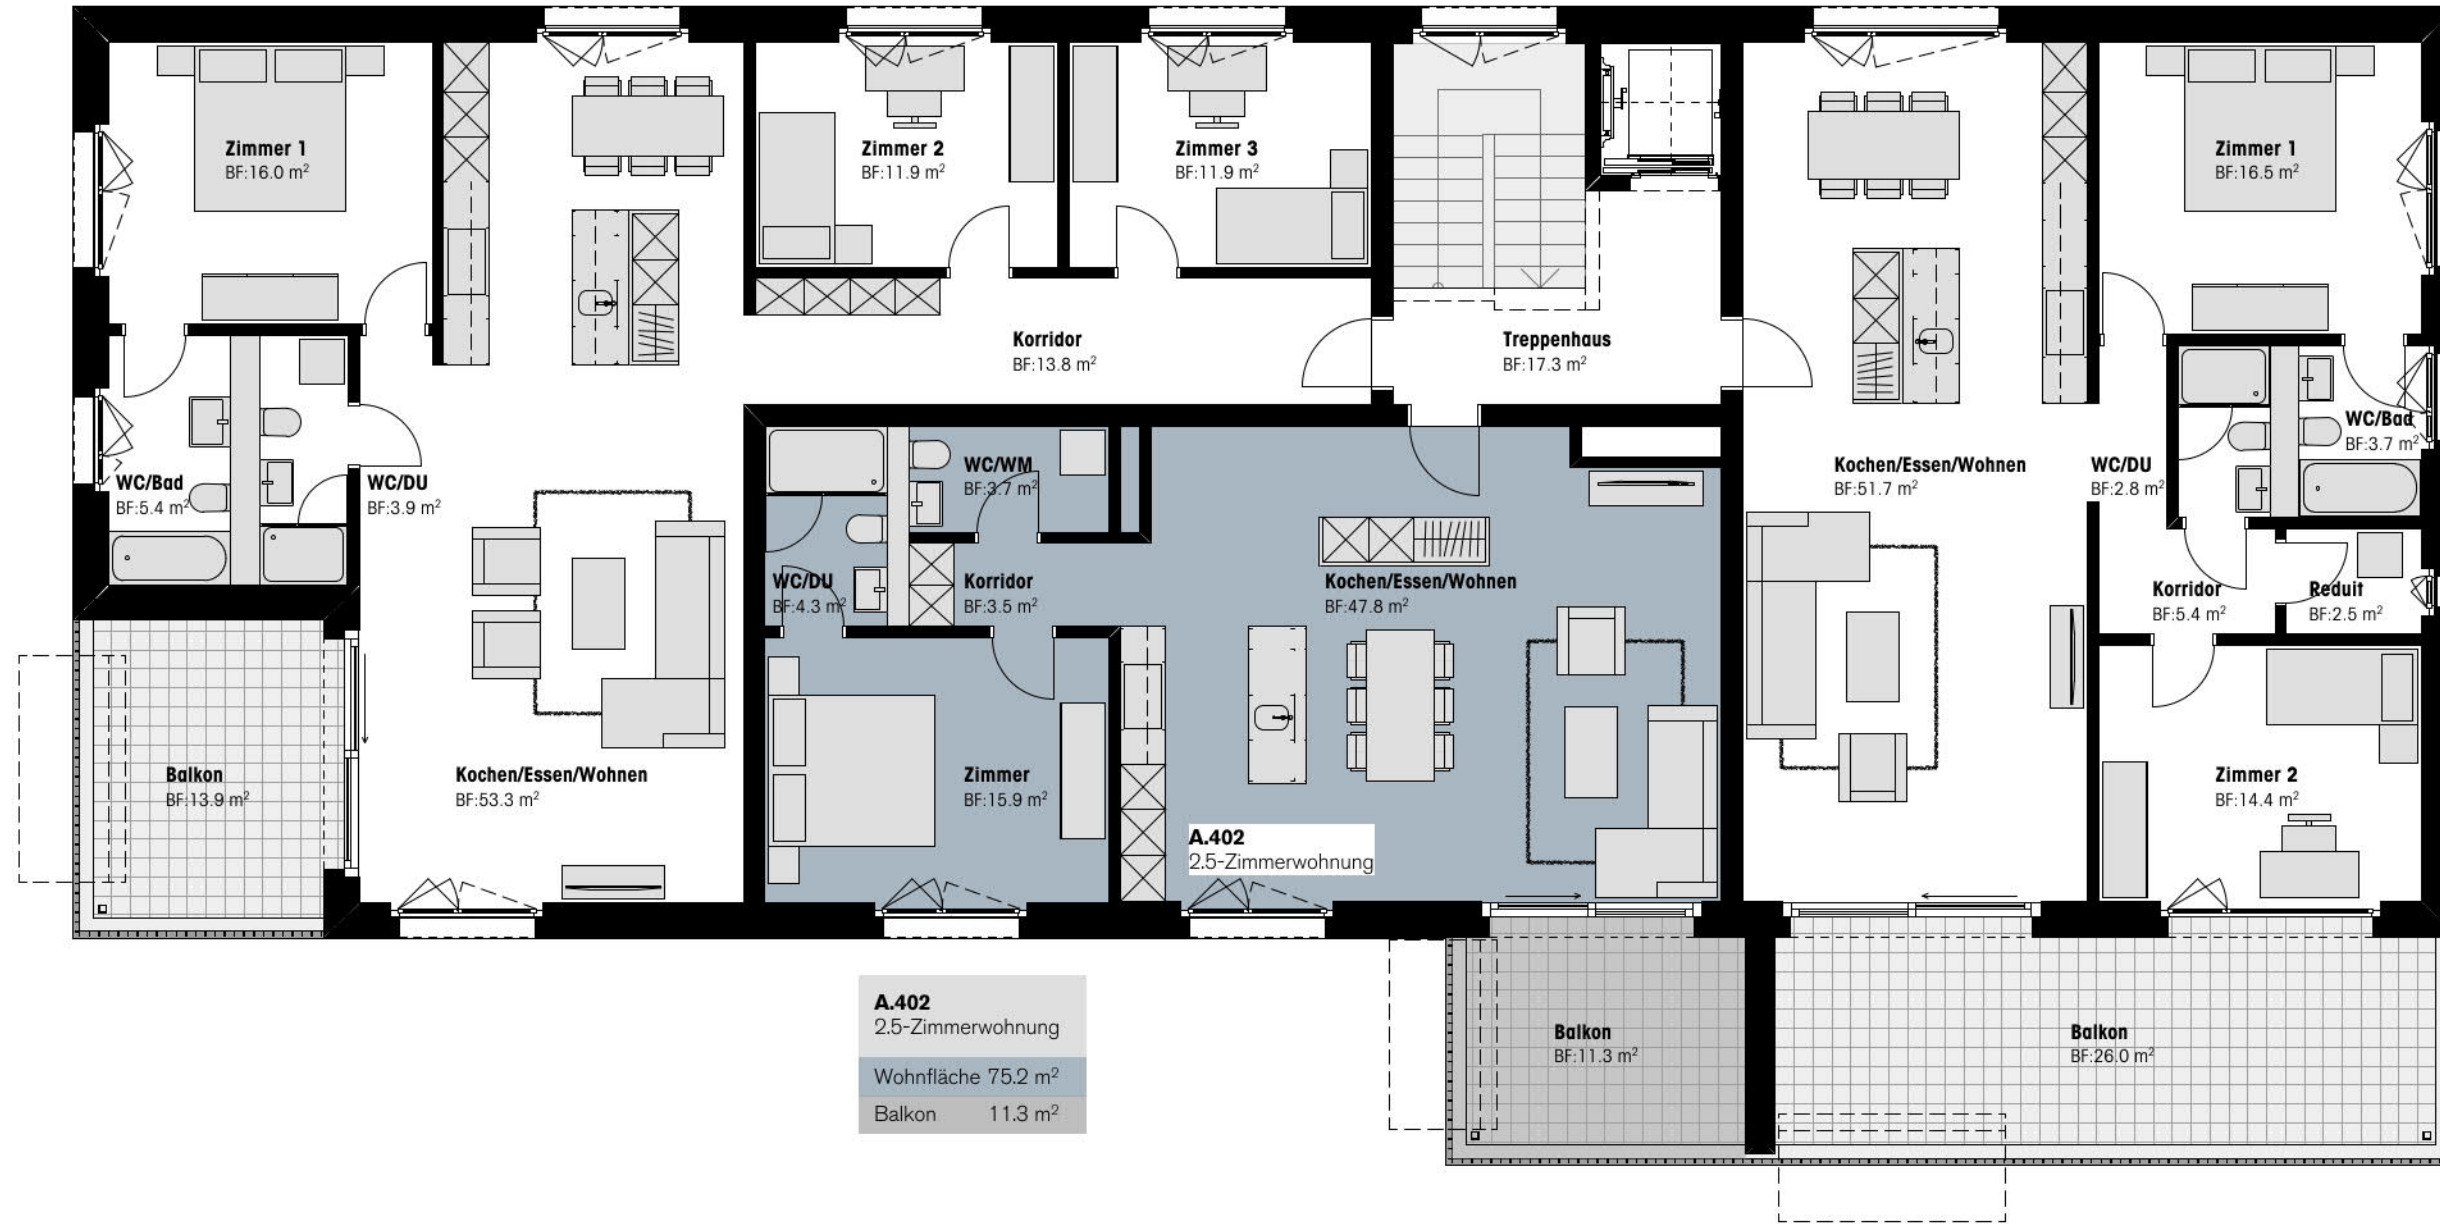 Zimmer 1
BF:16.0 m²
Zimmer 2
BF:11.9 m²
Zimmer 3
BF:11.9 m²
Zimmer 1
BF:16.5 m²
Korridor
BF:13.8 m²
Treppenhaus
BF:17.3 m²
WC/Bad
BF:5.4 m²
WC/DU
BF:3.9 m²
WC/WM
BF:3.7 m²
Kochen/Essen/Wohnen
BF:51.7 m²
WC/DU
BF:2.8 m²
WC/Bad
BF:3.7 m²
WC/DU
BF:4.3 m²
Korridor
BF:3.5 m²
Kochen/Essen/Wohnen
BF:47.8 m²
Korridor
BF:5.4 m²
Reduit
BF:2.5 m²
Balkon
BF:13.9 m²
Kochen/Essen/Wohnen
BF:53.3 m²
Zimmer
BF:15.9 m²
Zimmer 2
BF:14.4 m²
A.402
2.5-Zimmerwohnung
A.402
2.5-Zimmerwohnung
Wohnfläche 75.2 m²
Balkon 11.3 m²
Balkon
BF:11.3 m²
Balkon
BF:26.0 m²